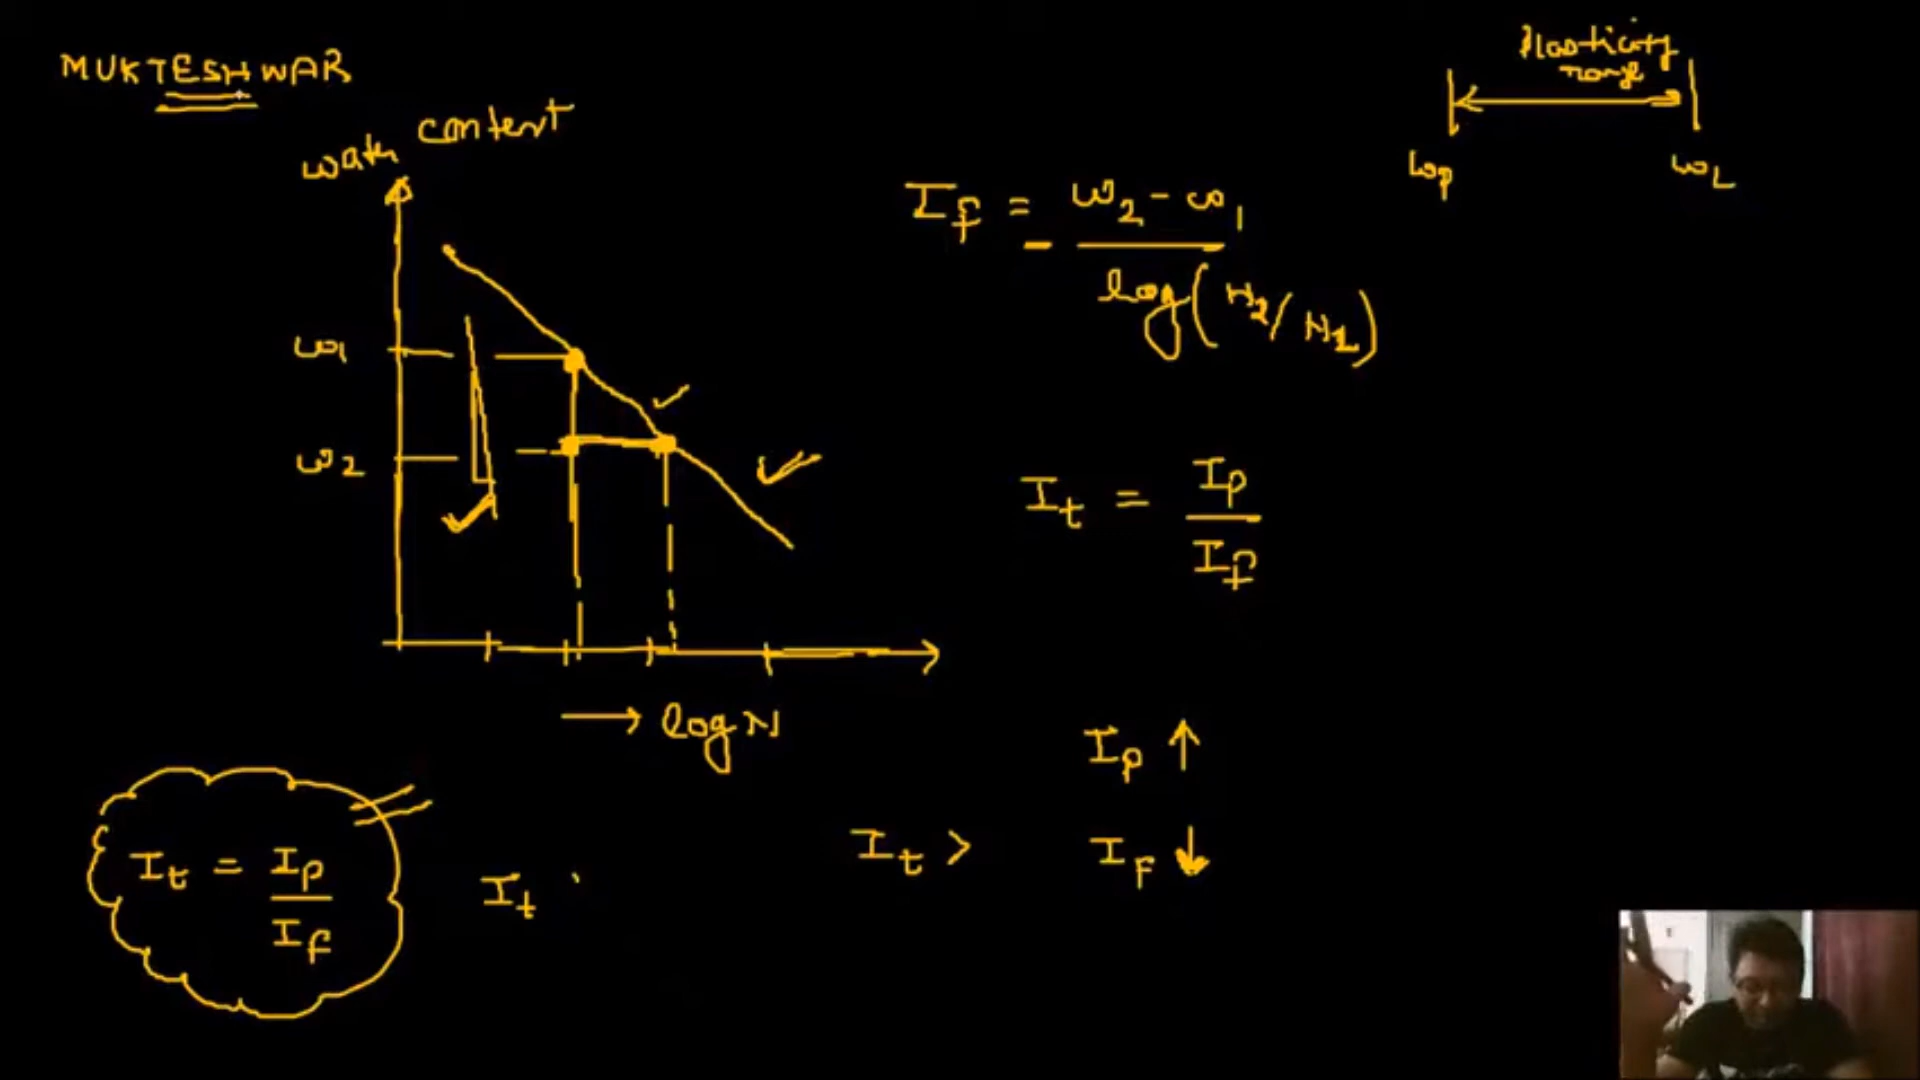 MUKTESHWAR
water content
Plasticity
range
wp
wL
If = - w2 - w1 / log(N2/N1)
w1
w2
It = Ip / If
log N
Ip ↑
It > IF ↓
It = Ip / If
It